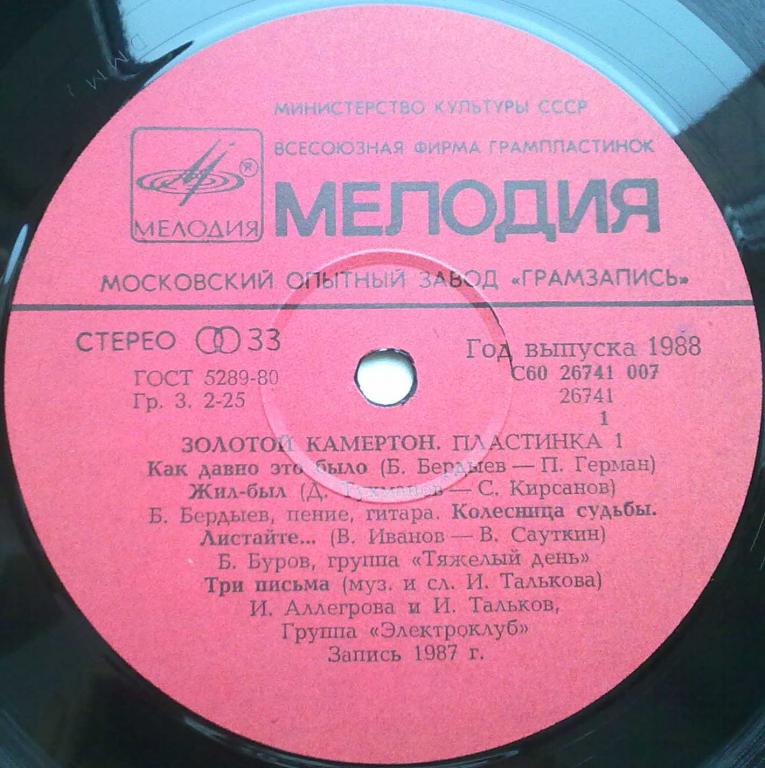 МИНИСТЕРСТВО КУЛЬТУРЫ СССР
ВСЕСОЮЗНАЯ ФИРМА ГРАМПЛАСТИНОК
®
МЕЛОДИЯ
МЕЛОДИЯ
МОСКОВСКИЙ ОПЫТНЫЙ ЗАВОД «ГРАМЗАПИСЬ»
СТЕРЕО 33
Год выпуска 1988
ГОСТ 5289-80
С60 26741 007
Гр. 3. 2-25
26741
1
ЗОЛОТОЙ КАМЕРТОН. ПЛАСТИНКА 1
Как давно это было (Б. Бердыев — П. Герман)
Жил-был (Д. Тухманев — С. Кирсанов)
Б. Бердыев, пение, гитара. Колесница судьбы.
Листайте... (В. Иванов — В. Сауткин)
Б. Буров, группа «Тяжелый день»
Три письма (муз. и сл. И. Талькова)
И. Аллегрова и И. Тальков,
Группа «Электроклуб»
Запись 1987 г.